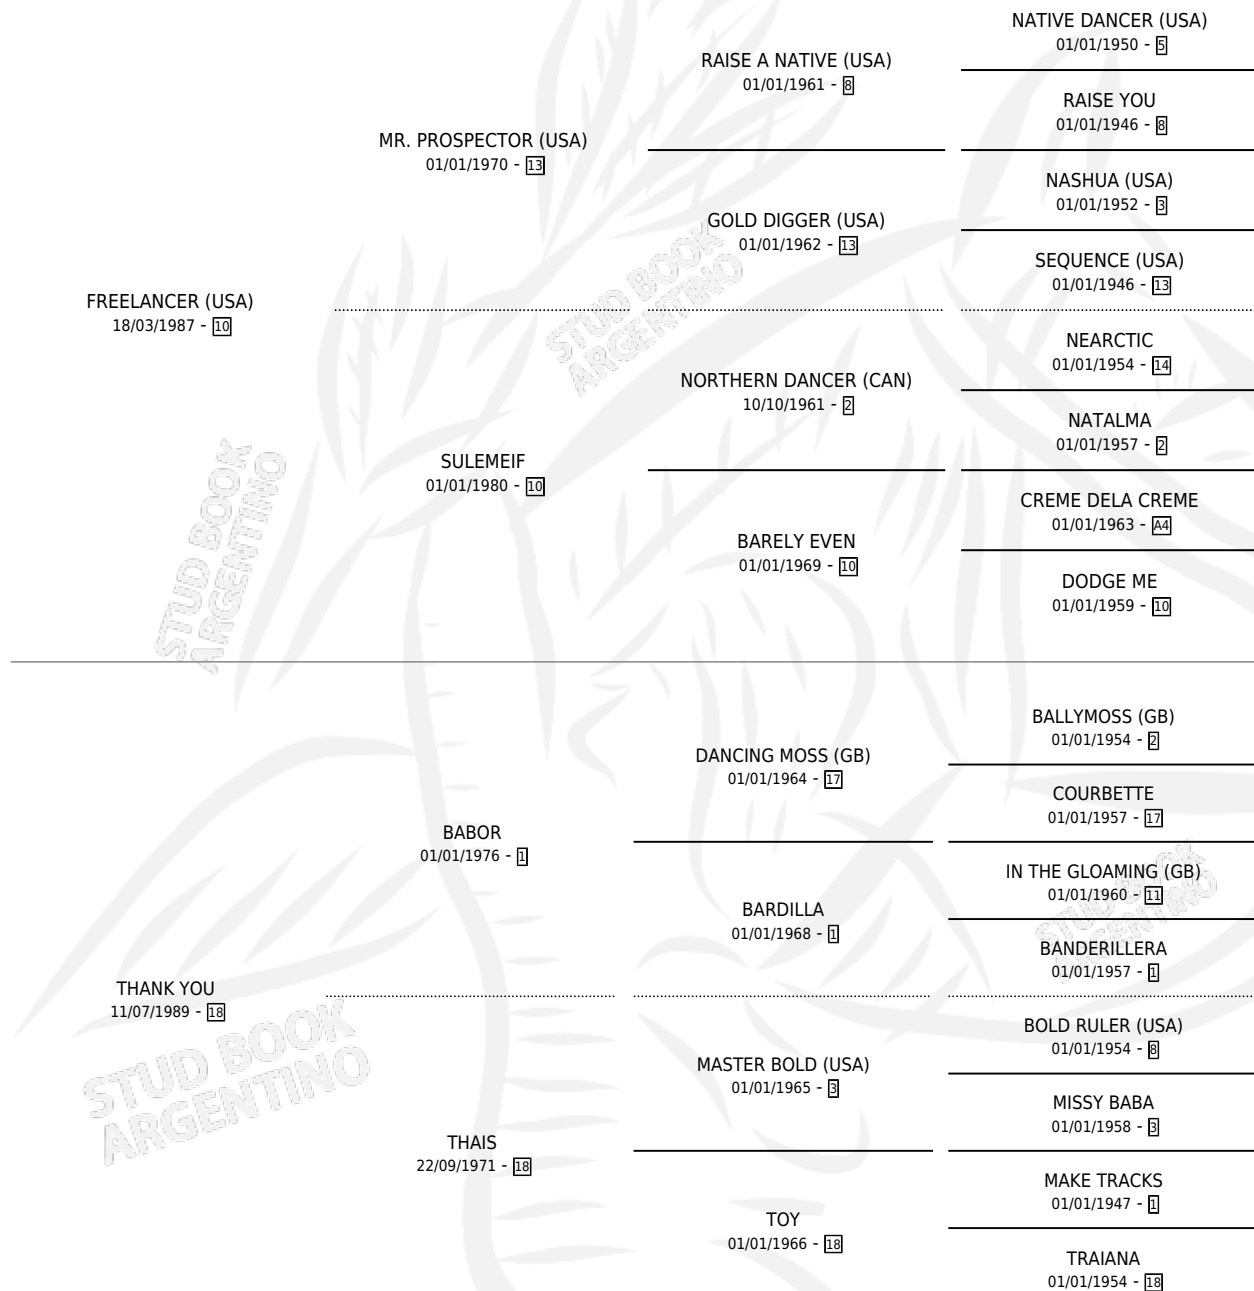 NATIVE DANCER (USA)
01/01/1950 - 5
RAISE A NATIVE (USA)
01/01/1961 - 8
RAISE YOU
01/01/1946 - 8
MR. PROSPECTOR (USA)
01/01/1970 - 13
NASHUA (USA)
01/01/1952 - 3
GOLD DIGGER (USA)
01/01/1962 - 13
SEQUENCE (USA)
01/01/1946 - 13
FREELANCER (USA)
18/03/1987 - 10
NEARCTIC
01/01/1954 - 14
NORTHERN DANCER (CAN)
10/10/1961 - 2
NATALMA
01/01/1957 - 2
SULEMEIF
01/01/1980 - 10
CREME DELA CREME
01/01/1963 - A4
BARELY EVEN
01/01/1969 - 10
DODGE ME
01/01/1959 - 10
BALLYMOSS (GB)
01/01/1954 - 2
DANCING MOSS (GB)
01/01/1964 - 17
COURBETTE
01/01/1957 - 17
BABOR
01/01/1976 - 1
IN THE GLOAMING (GB)
01/01/1960 - 11
BARDILLA
01/01/1968 - 1
BANDERILLERA
01/01/1957 - 1
THANK YOU
11/07/1989 - 18
BOLD RULER (USA)
01/01/1954 - 8
MASTER BOLD (USA)
01/01/1965 - 3
MISSY BABA
01/01/1958 - 3
THAIS
22/09/1971 - 18
MAKE TRACKS
01/01/1947 - 1
TOY
01/01/1966 - 18
TRAIANA
01/01/1954 - 18
STUD BOOK
ARGENTINO
STUD BOOK
ARGENTINO
STUD BOOK
ARGENTINO
STUD BOOK
ARGENTINO